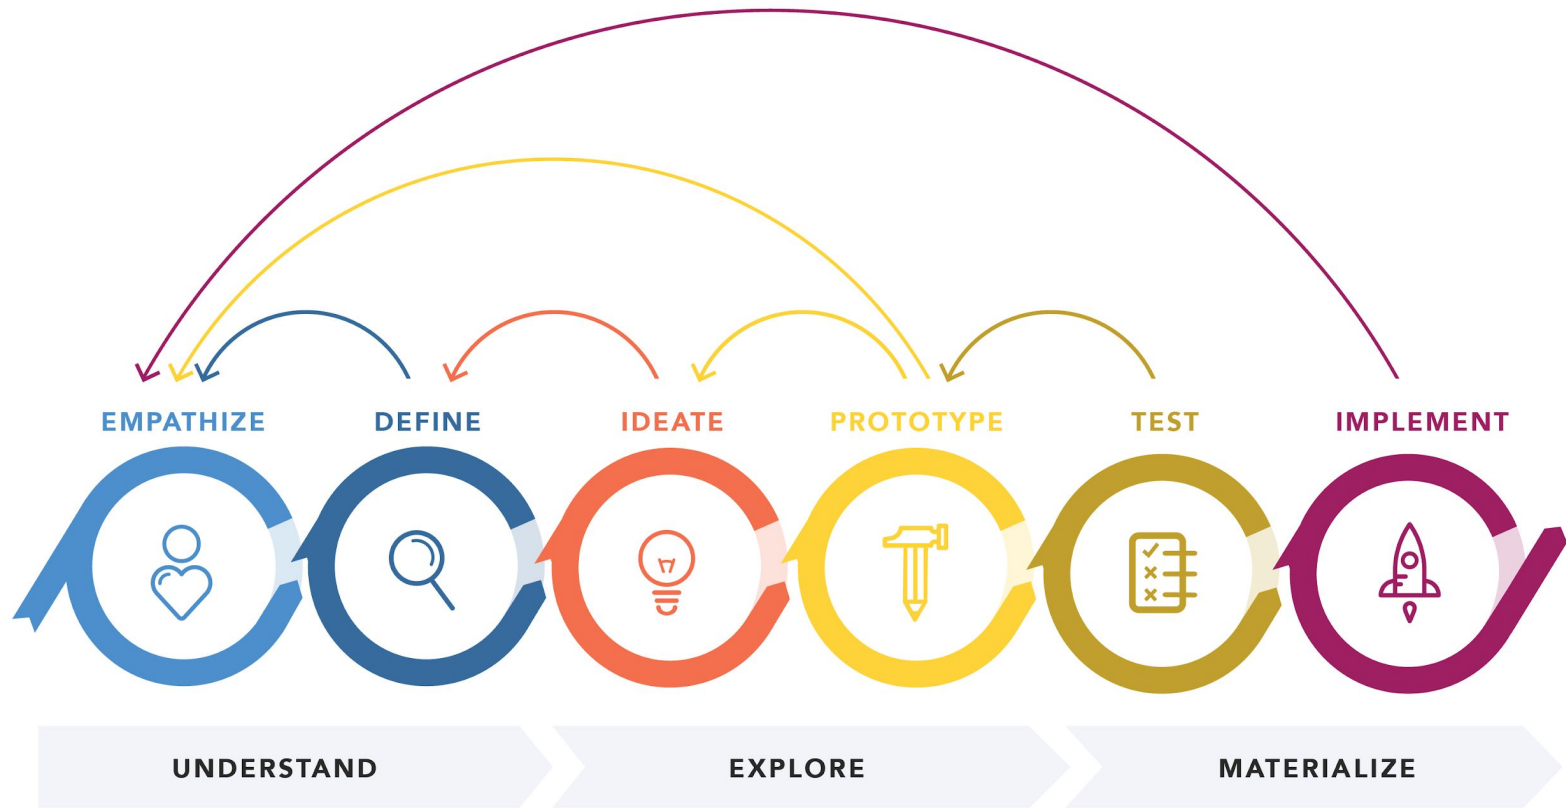 EMPATHIZE
DEFINE
IDEATE
PROTOTYPE
TEST
IMPLEMENT
UNDERSTAND
EXPLORE
MATERIALIZE